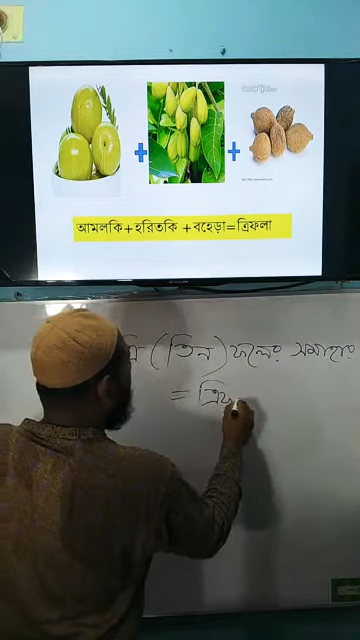 আমলকি+হরিতকি +বহেড়া=ত্রিফলা
ত্রি (তিন) ফলের সমাহার
= ত্রিফ